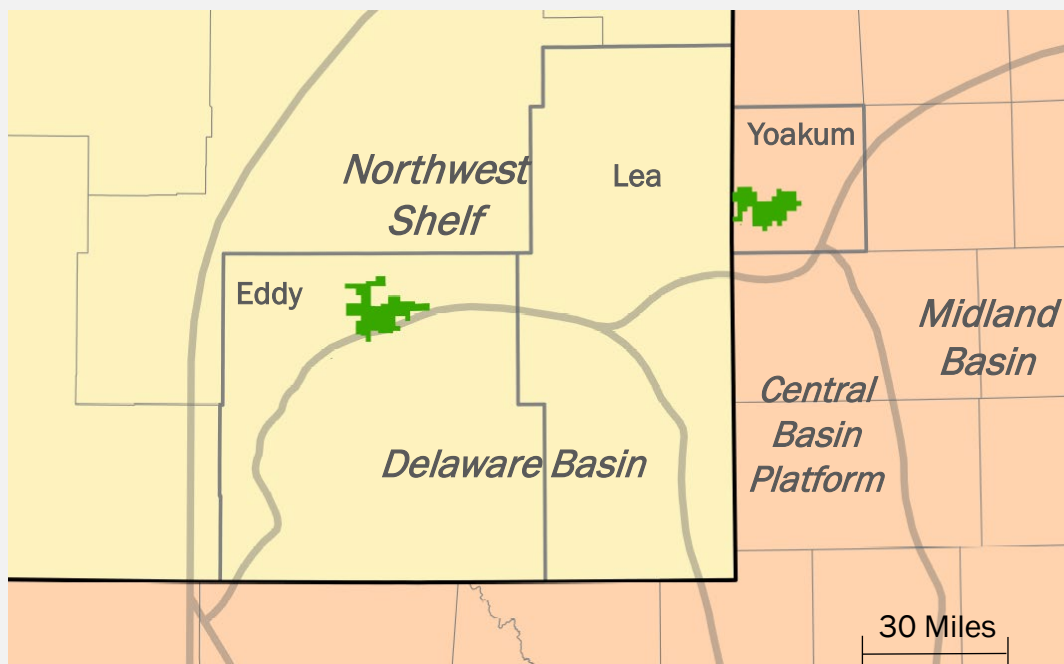 Yoakum
Northwest
Shelf
Lea
Eddy
Midland
Basin
Central
Basin
Platform
Delaware Basin
30 Miles